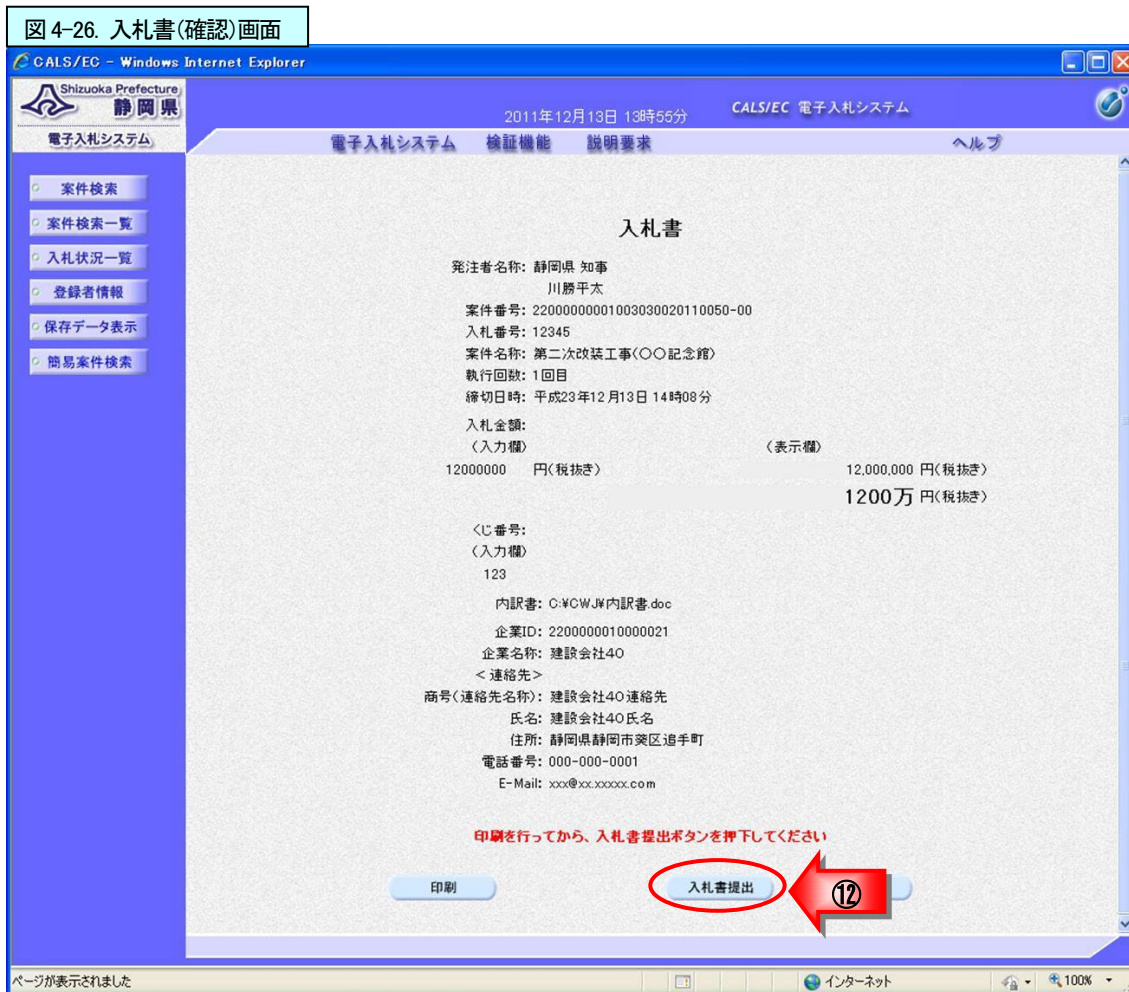 図 4-26. 入札書(確認)画面
CALS/EC - Windows Internet Explorer
Shizuoka Prefecture
静岡県
電子入札システム
2011年12月13日 13時55分
CALS/EC 電子入札システム
電子入札システム 検証機能 説明要求 ヘルプ
案件検索
案件検索一覧
入札状況一覧
登録者情報
保存データ表示
簡易案件検索
入札書
発注者名称: 静岡県 知事
川勝平太
案件番号: 22000000001003030020110050-00
入札番号: 12345
案件名称: 第二次改装工事(〇〇記念館)
執行回数: 1回目
締切日時: 平成23年12月13日 14時08分
入札金額:
(入力欄) (表示欄)
12000000 円(税抜き) 12,000,000 円(税抜き)
1200万 円(税抜き)
くじ番号:
(入力欄)
123
内訳書: C:¥CWJ¥内訳書.doc
企業ID: 2200000010000021
企業名称: 建設会社40
<連絡先>
商号(連絡先名称): 建設会社40連絡先
氏名: 建設会社40氏名
住所: 静岡県静岡市葵区追手町
電話番号: 000-000-0001
E-Mail: xxx@xx.xxxxx.com
印刷を行ってから、入札書提出ボタンを押下してください
印刷 入札書提出 ⑫
ページが表示されました インターネット 100%